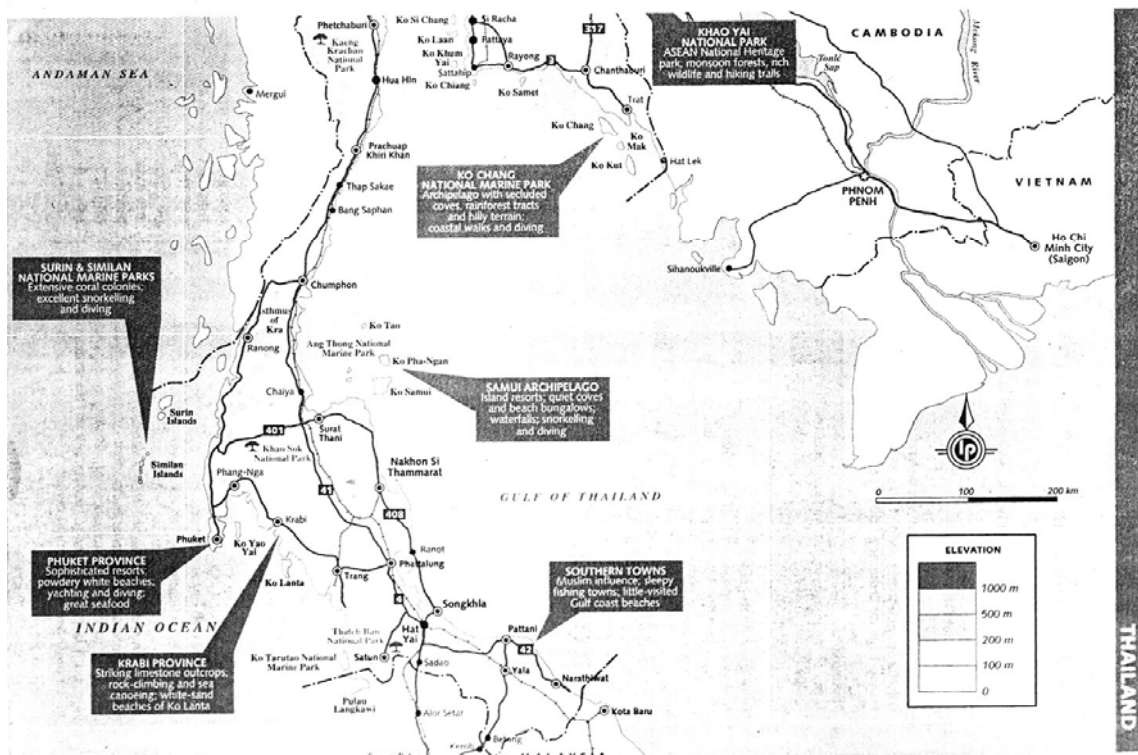 Phetchaburi
Kaeng
Krachan
National
Park
ANDAMAN SEA
Mergui
Hua Hin
Prachuap
Khiri Khan
Thap Sakae
Bang Saphan
Ko Si Chang
Si Racha
Ko Laan
Pattaya
Ko Khum
Yai
Sattahip
Ko Chiang
Rayong
3
317
Chanthaburi
Ko Samet
Trat
Ko Chang
Ko
Mak
Ko Kut
Hat Lek
KHAO YAI
NATIONAL PARK
ASEAN National Heritage
park, monsoon forests, rich
wildlife and hiking trails
CAMBODIA
Tonlé
Sap
Mekong River
PHNOM
PENH
VIETNAM
Ho Chi
Minh City
(Saigon)
Sihanoukville
KO CHANG
NATIONAL MARINE PARK
Archipelago with secluded
coves, rainforest tracts
and hilly terrain;
coastal walks and diving
SURIN & SIMILAN
NATIONAL MARINE PARKS
Extensive coral colonies;
excellent snorkelling
and diving
Chumphon
sthmus
of
Kra
Ranong
Ko Tao
Ang Thong National
Marine Park
Ko Pha-Ngan
Ko Samui
Chaiya
SAMUI ARCHIPELAGO
Island resorts; quiet coves
and beach bungalows;
waterfalls; snorkelling
and diving
Surin
Islands
401
Surat
Thani
Khao Sok
National Park
Similan
Islands
Nakhon Si
Thammarat
Phang-Nga
41
GULF OF THAILAND
LP
0 100 200 km
Krabi
408
Phuket
Ko Yao
Yai
Ranot
PHUKET PROVINCE
Sophisticated resorts;
powdery white beaches;
yachting and diving;
great seafood
Ko Lanta
Trang
Phattalung
4
Songkhla
SOUTHERN TOWNS
Muslim influence; sleepy
fishing towns; little-visited
Gulf coast beaches
INDIAN OCEAN
Thaleh Ban
National Park
Hat
Yai
Pattani
42
KRABI PROVINCE
Striking limestone outcrops,
rock-climbing and sea
canoeing; white-sand
beaches of Ko Lanta
Ko Tarutao National
Marine Park
Satun
Sadao
Yala
Narathiwat
Pulau
Langkawi
Alor Setar
Kota Baru
Betong
Keroh
ELEVATION
1000 m
500 m
200 m
100 m
0
THAILAND